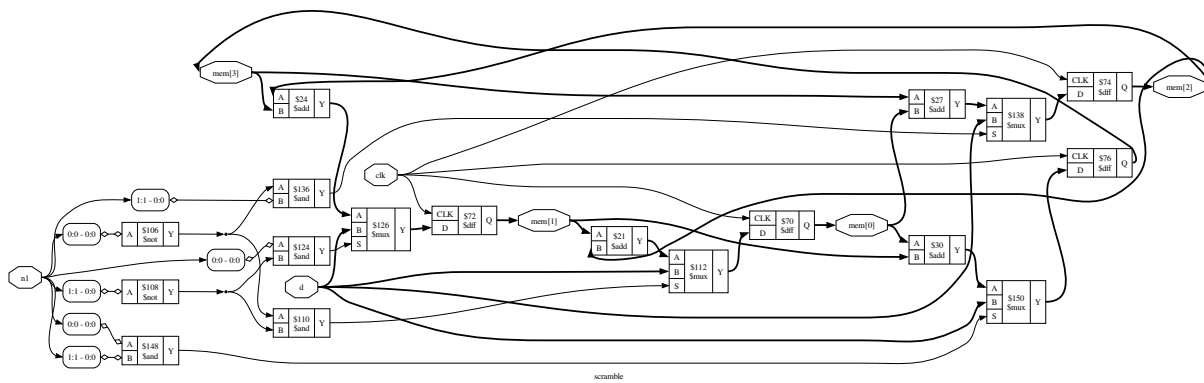 mem[3]
A $24 Y
B $add
1:1 - 0:0
A $136 Y
B $and
0:0 - 0:0
A $106 Y
$not
0:0 - 0:0
A $124 Y
B $and
n1
1:1 - 0:0
A $108 Y
$not
0:0 - 0:0
1:1 - 0:0
A $148 Y
B $and
d
A $110 Y
B $and
clk
A
B $126 Y
S $mux
CLK $72 Q
D $dff
mem[1]
A $21 Y
B $add
A
B $112 Y
S $mux
CLK $70 Q
D $dff
mem[0]
A $27 Y
B $add
A $30 Y
B $add
A
B $138 Y
S $mux
A
B $150 Y
S $mux
CLK $74 Q
D $dff
CLK $76 Q
D $dff
mem[2]
scramble